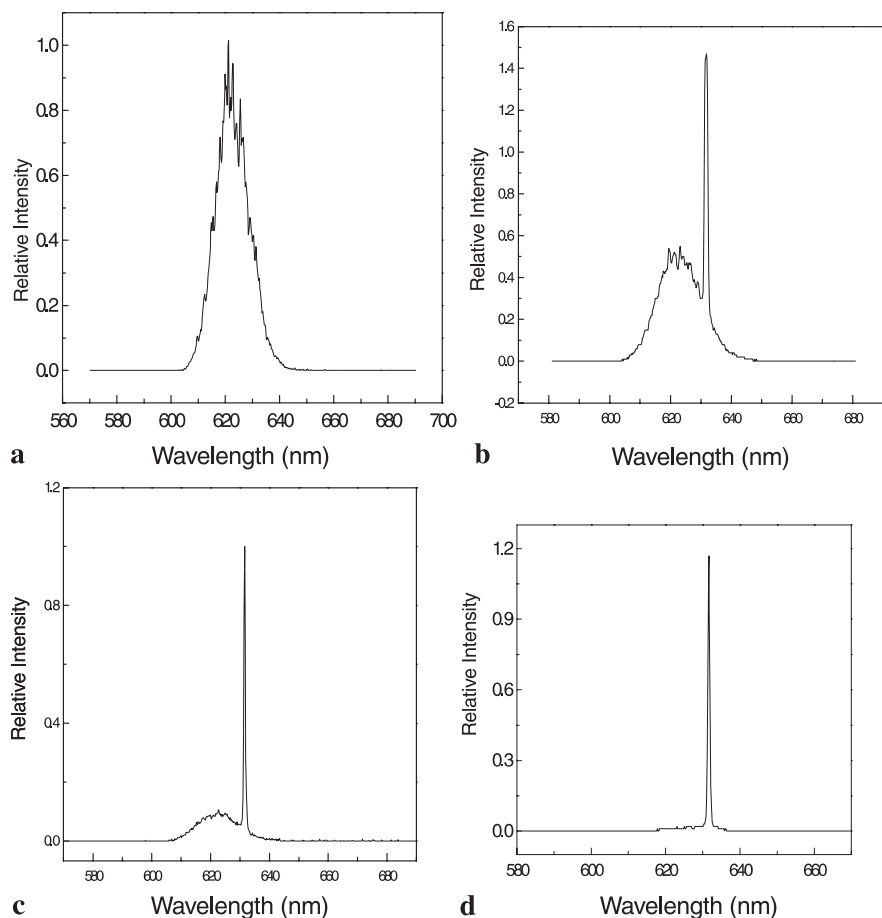 1.0
0.8
0.6
0.4
0.2
0.0
Relative Intensity
560 580 600 620 640 660 680 700
Wavelength (nm)
a
1.6
1.4
1.2
1.0
0.8
0.6
0.4
0.2
0.0
-0.2
Relative Intensity
580 600 620 640 660 680
Wavelength (nm)
b
1.2
0.8
0.4
0.0
Relative Intensity
580 600 620 640 660 680
Wavelength (nm)
c
1.2
0.9
0.6
0.3
0.0
Relative Intensity
580 600 620 640 660
Wavelength (nm)
d